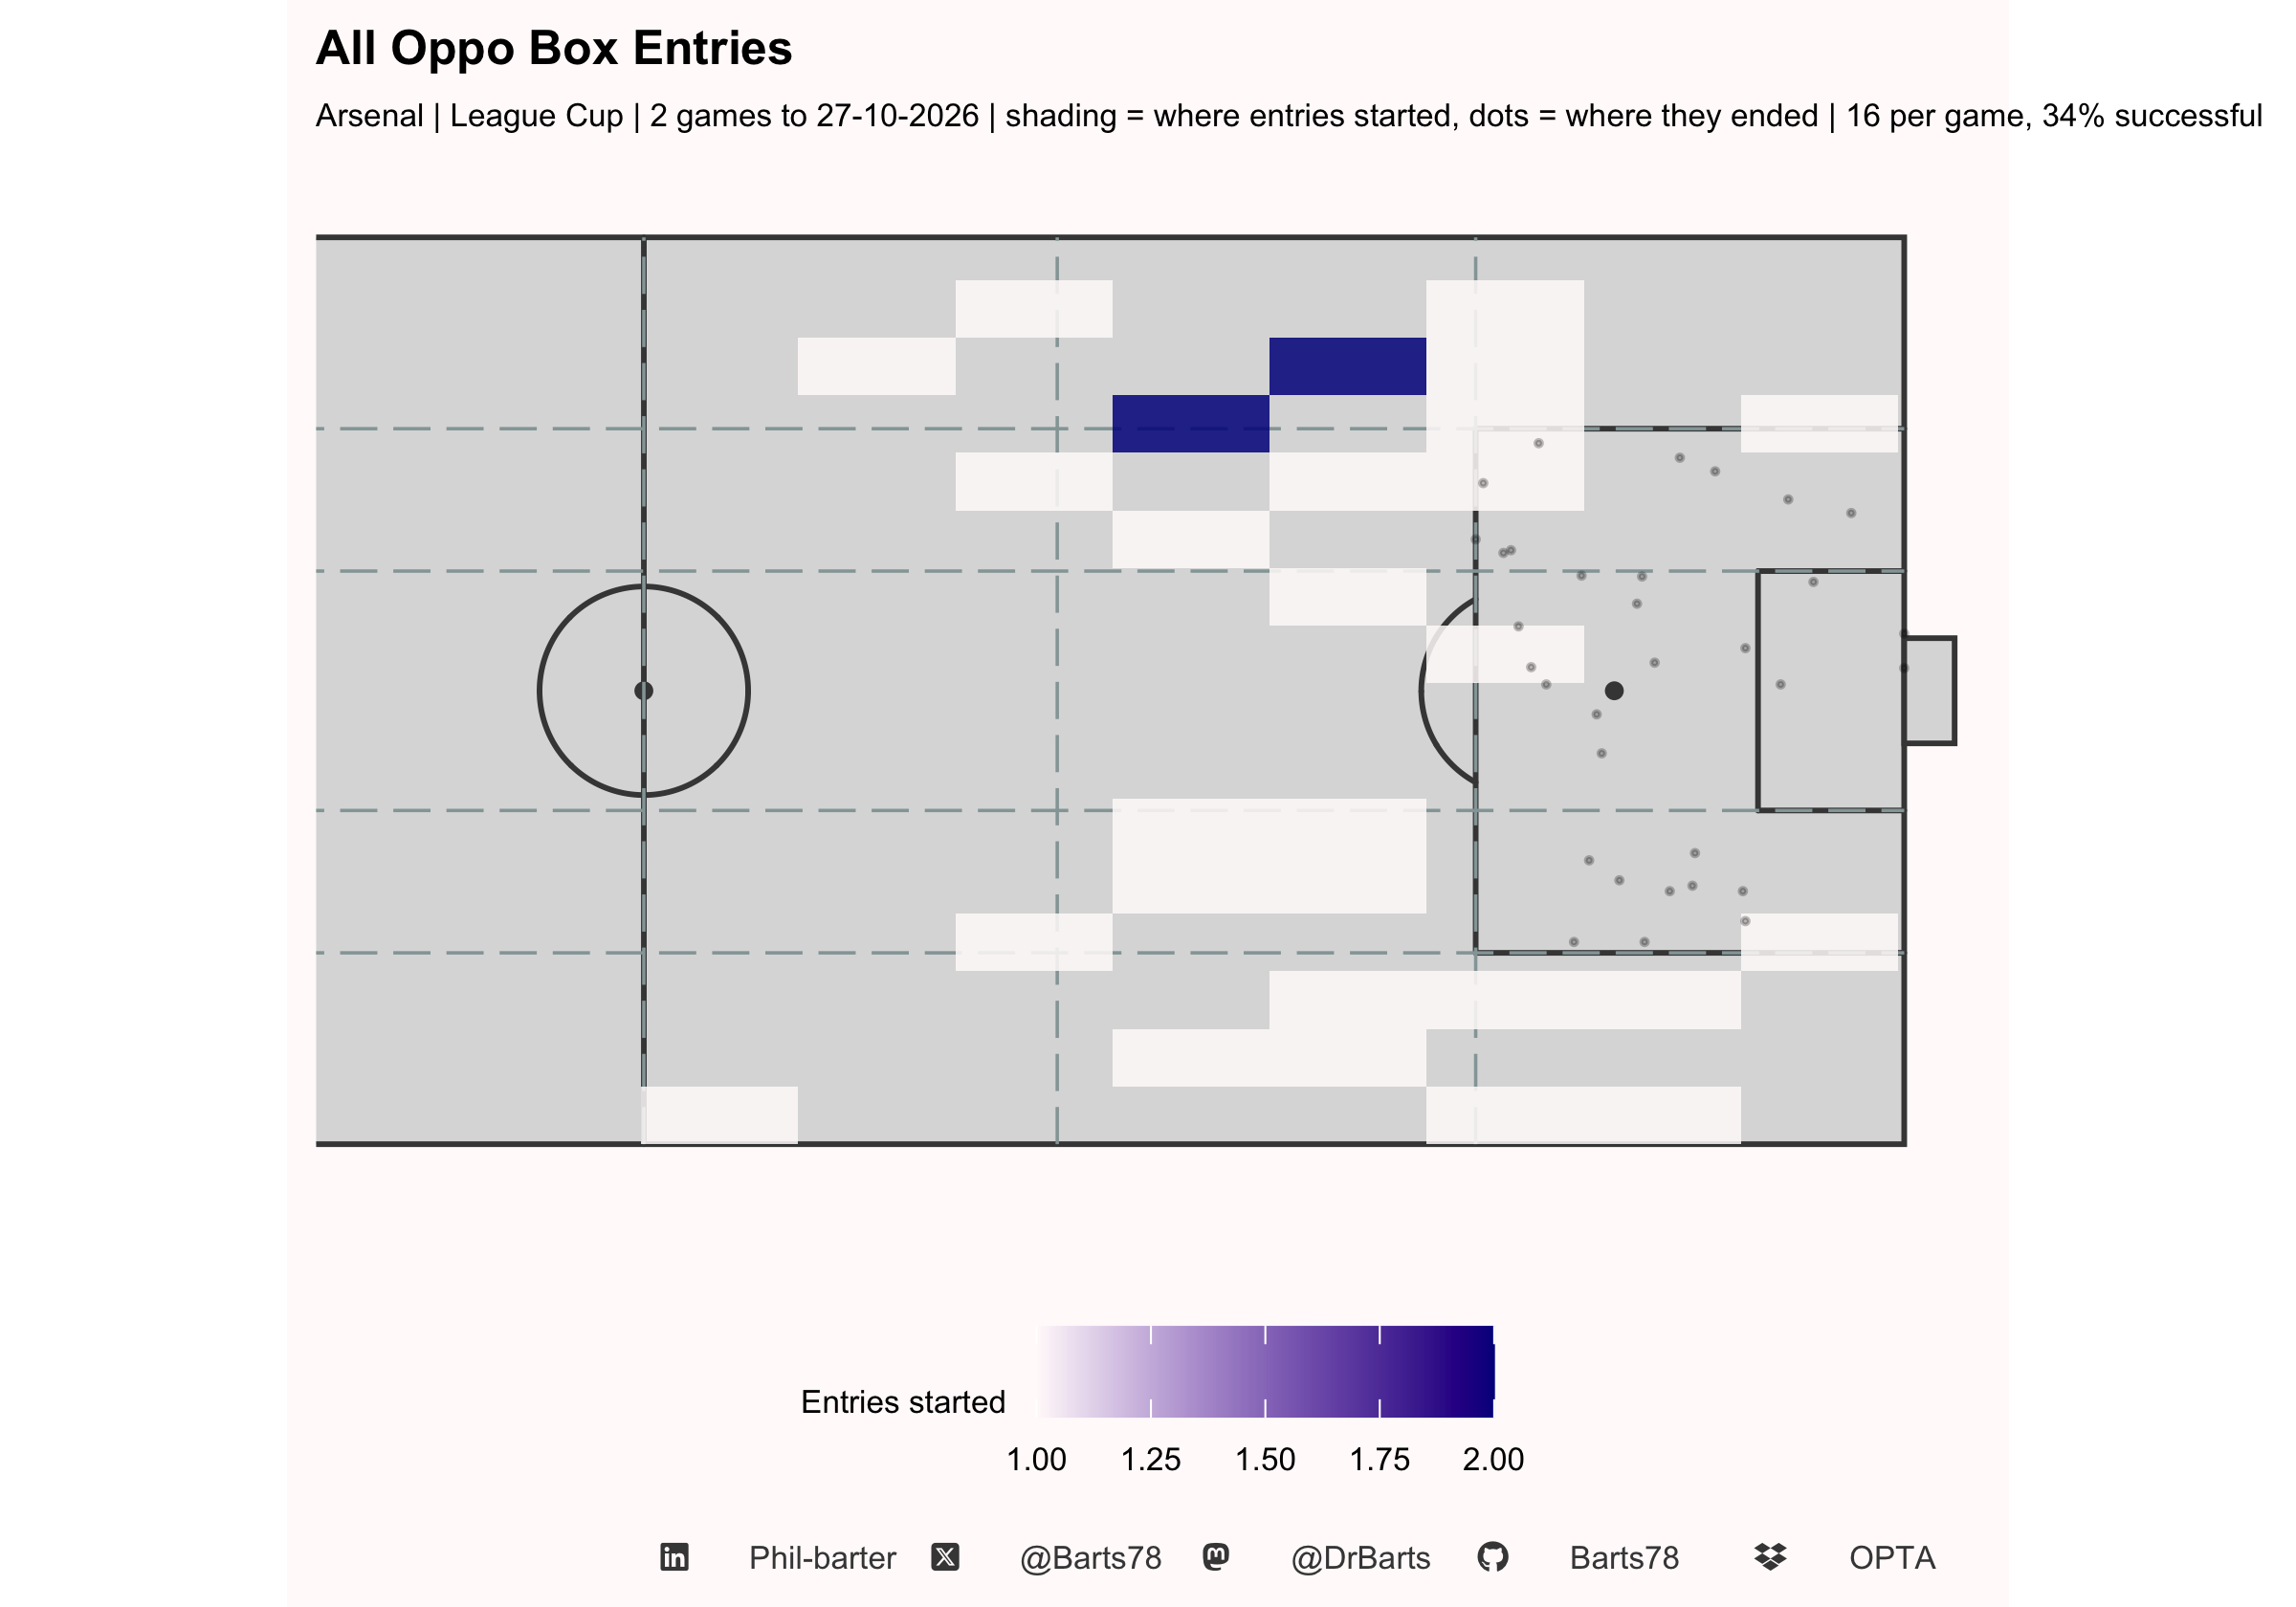 All Oppo Box Entries
Arsenal | League Cup | 2 games to 27-10-2026 | shading = where entries started, dots = where they ended | 16 per game, 34% successful
Entries started
1.00 1.25 1.50 1.75 2.00
Phil-barter @Barts78 @DrBarts Barts78 OPTA